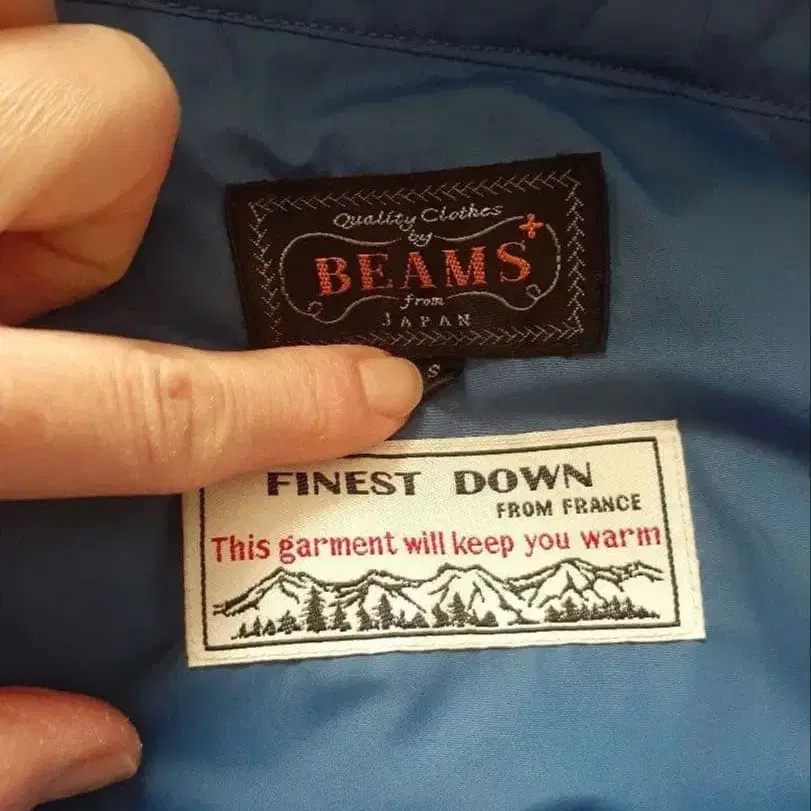 Quality Clothes
by
BEAMS+
from
JAPAN
S
FINEST DOWN
FROM FRANCE
This garment will keep you warm